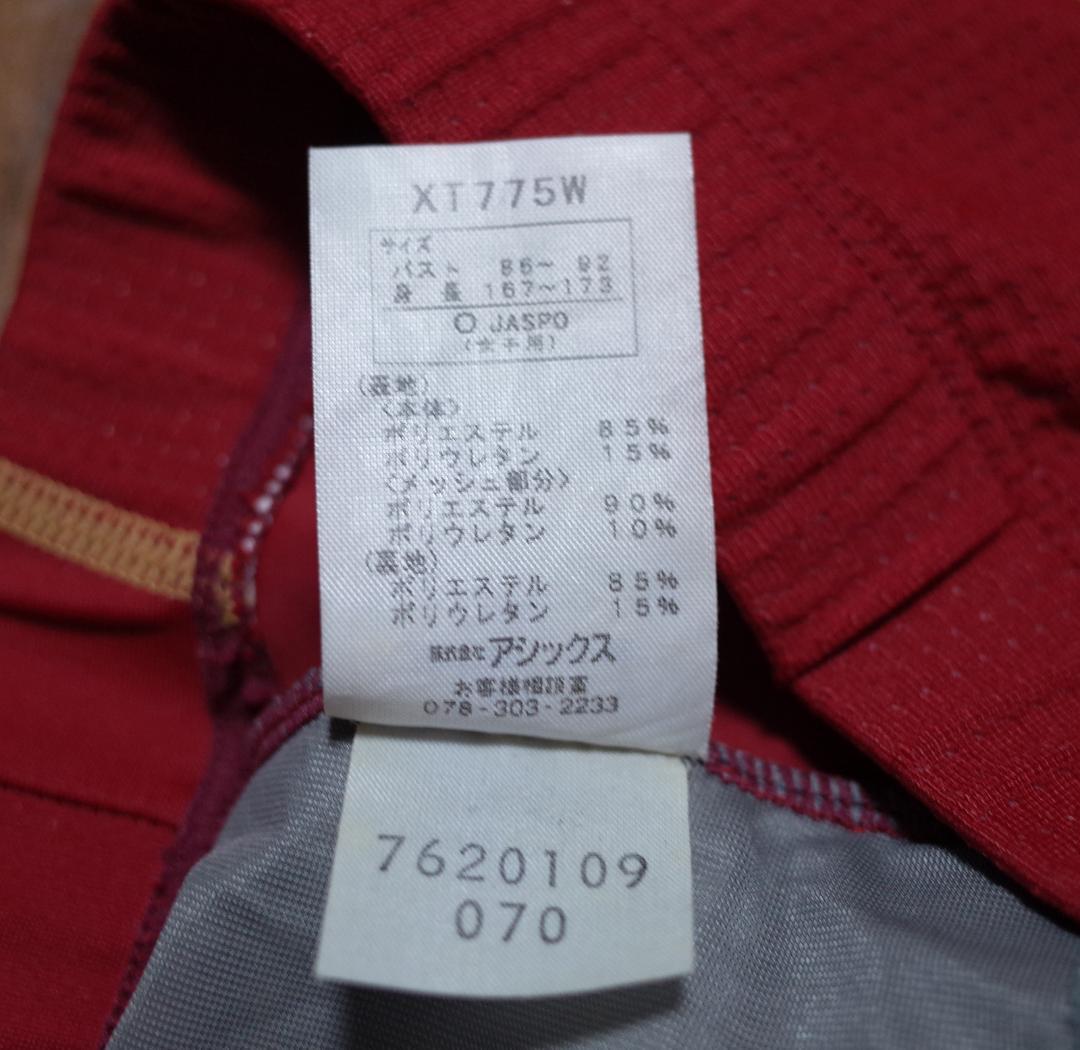 XT775W
サイズ
バスト 86～ 92
身 長 167～173
O JASPO
(女子用)
(表地)
<本体>
ポリエステル 85%
ポリウレタン 15%
<メッシュ部分>
ポリエステル 90%
ポリウレタン 10%
(裏地)
ポリエステル 85%
ポリウレタン 15%
株式会社アシックス
お客様相談室
078-303-2233
7620109
070